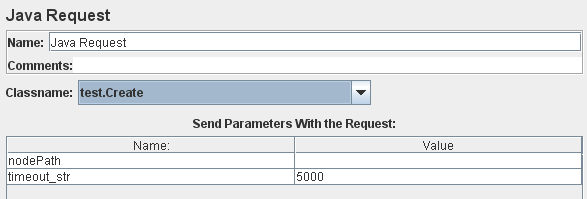 Java Request
Name: Java Request
Comments:
Classname: test.Create
Send Parameters With the Request:
Name: Value
nodePath
timeout_str 5000